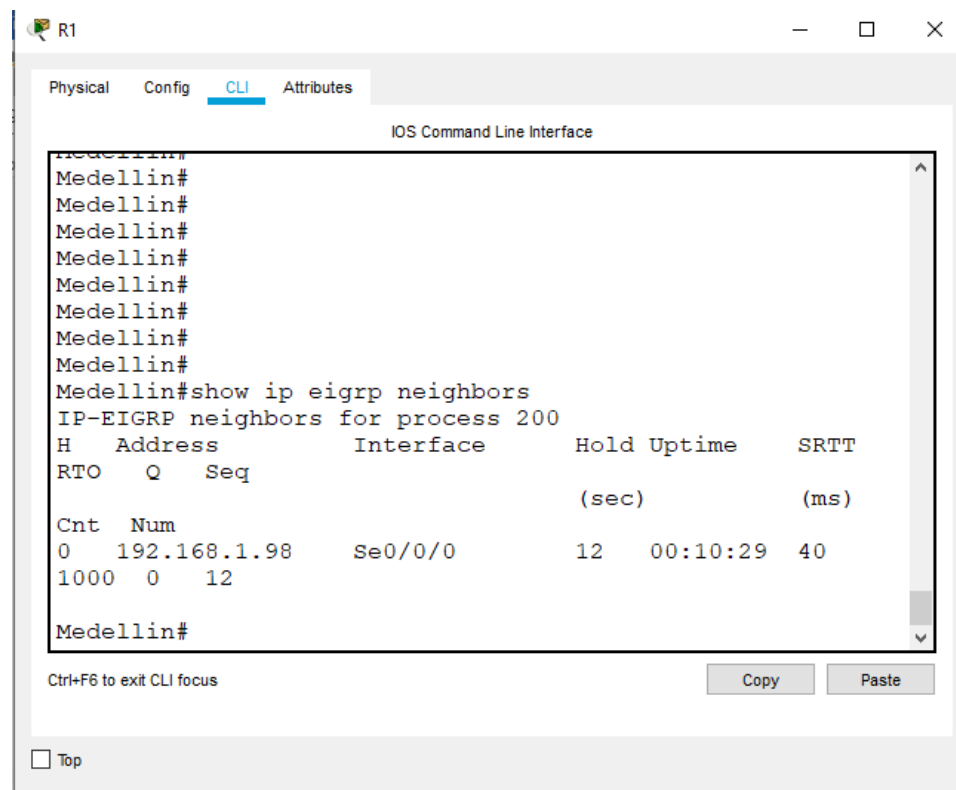 R1
Physical Config CLI Attributes
IOS Command Line Interface
Medellin#
Medellin#
Medellin#
Medellin#
Medellin#
Medellin#
Medellin#
Medellin#
Medellin#
Medellin#show ip eigrp neighbors
IP-EIGRP neighbors for process 200
H Address Interface Hold Uptime SRTT
RTO Q Seq
(sec) (ms)
Cnt Num
0 192.168.1.98 Se0/0/0 12 00:10:29 40
1000 0 12
Medellin#
Ctrl+F6 to exit CLI focus
Copy Paste
Top